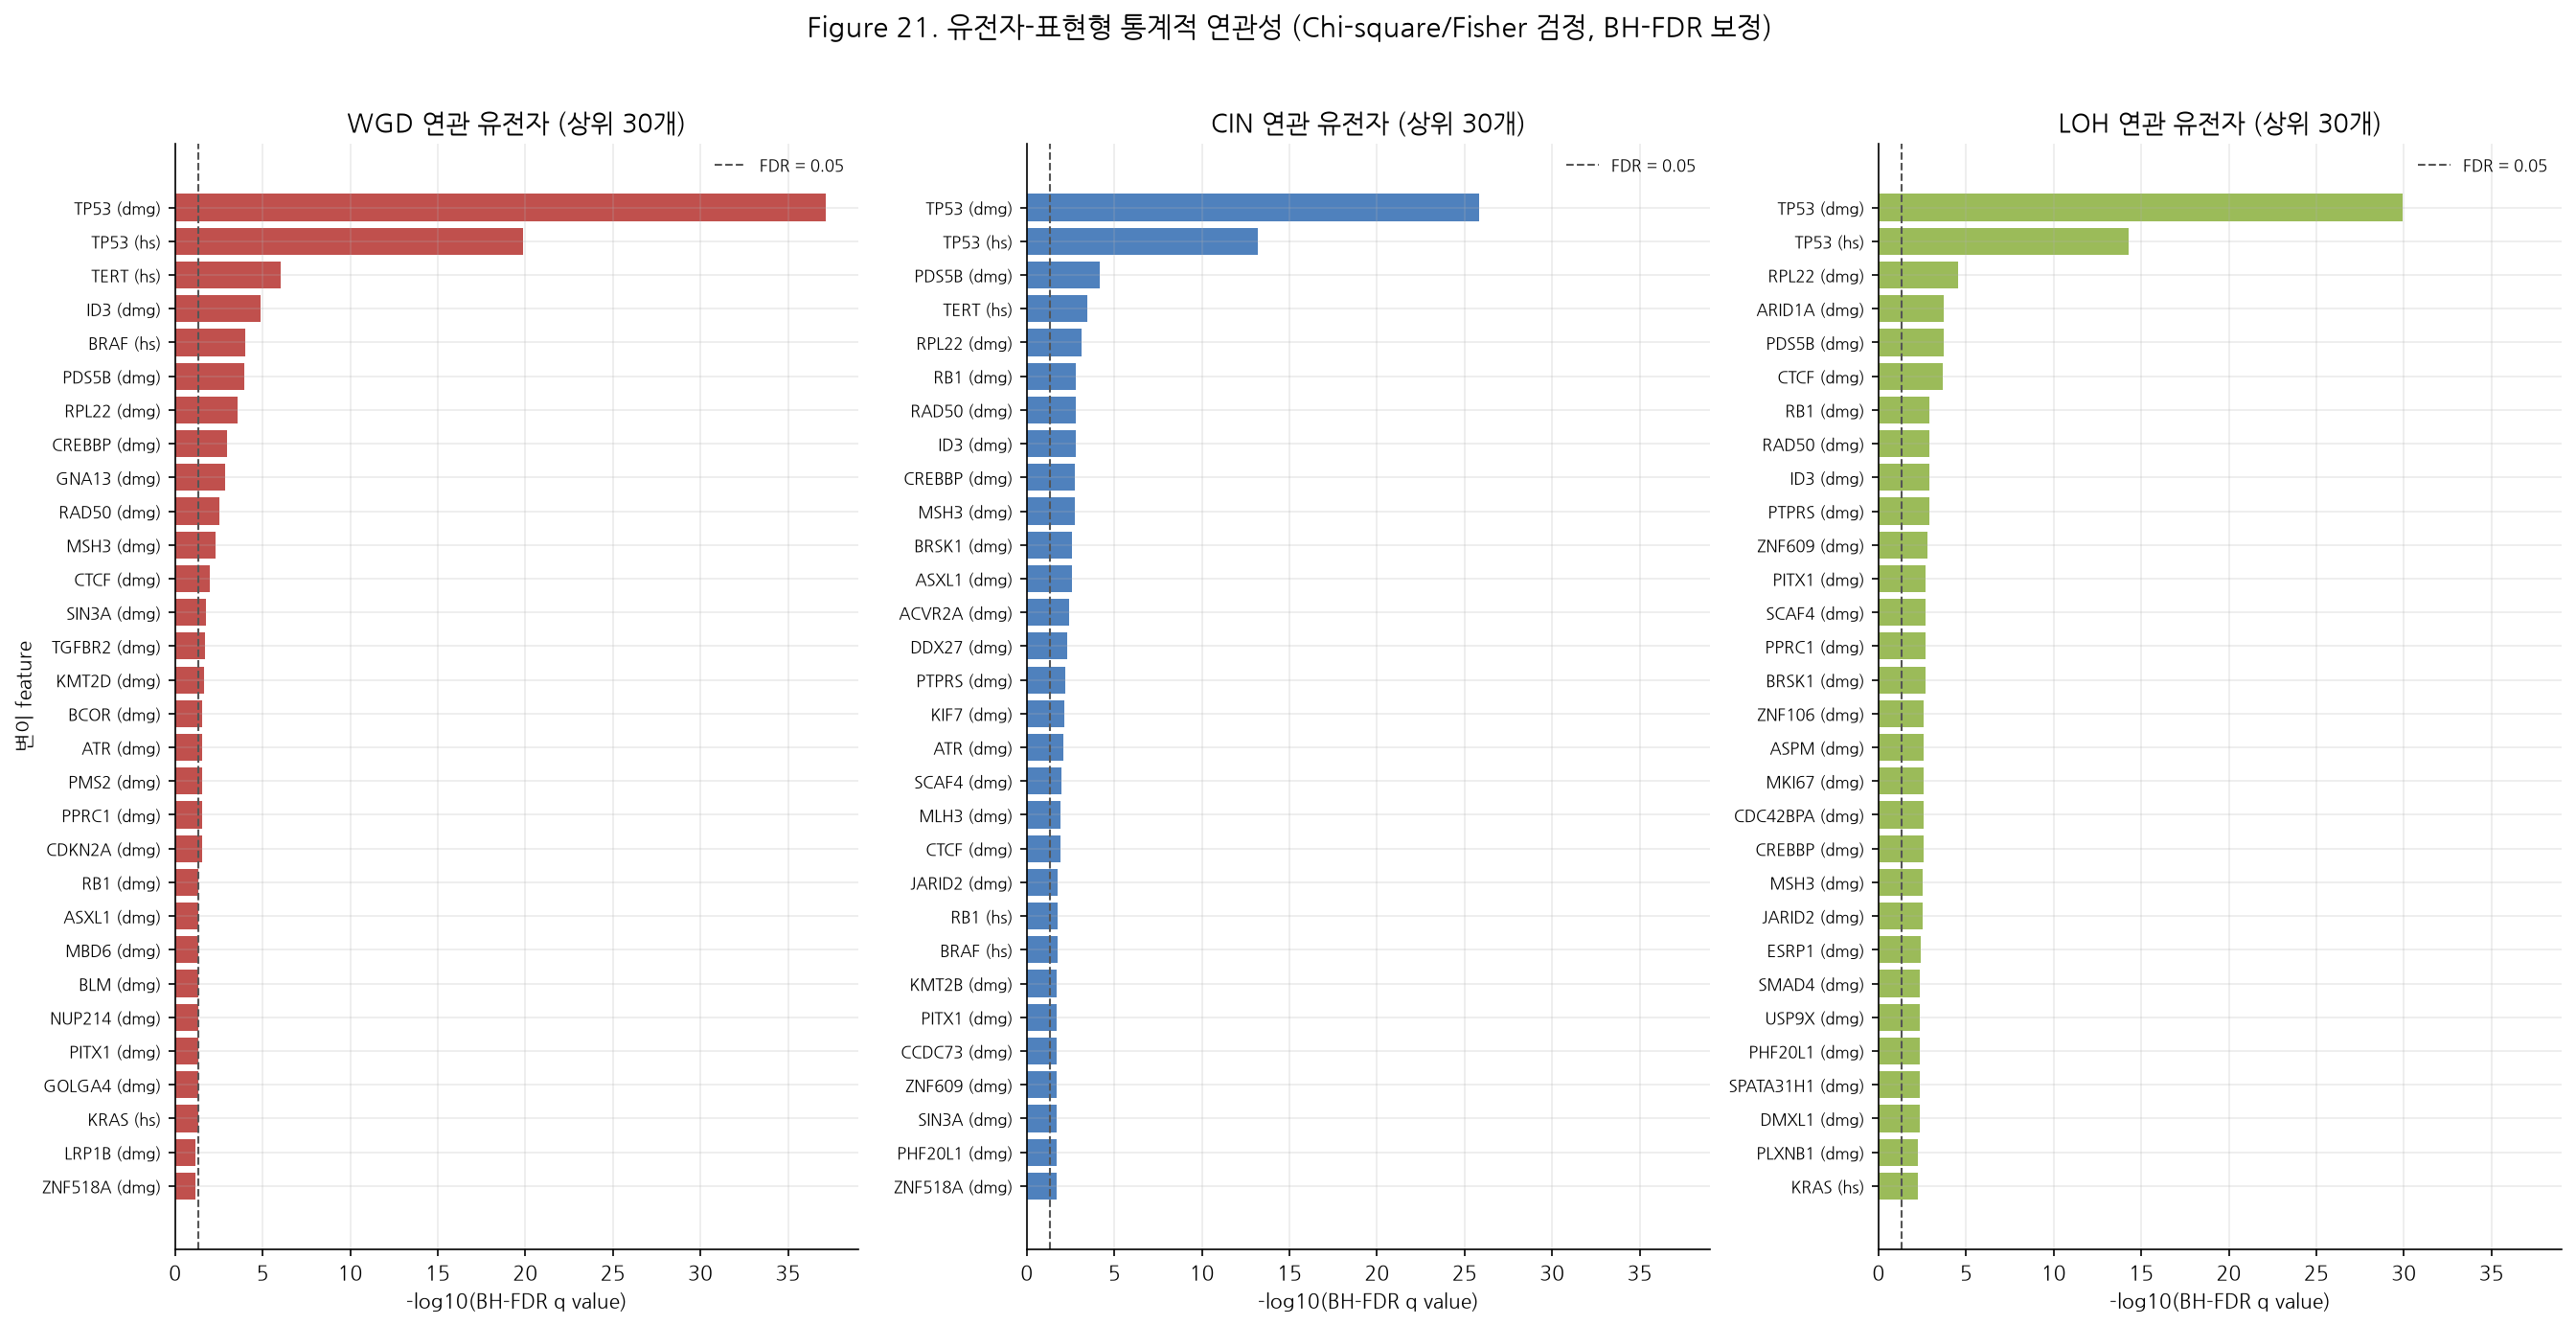 Figure 21. 유전자-표현형 통계적 연관성 (Chi-square/Fisher 검정, BH-FDR 보정)
WGD 연관 유전자 (상위 30개)
FDR = 0.05
변이 feature
TP53 (dmg)
TP53 (hs)
TERT (hs)
ID3 (dmg)
BRAF (hs)
PDS5B (dmg)
RPL22 (dmg)
CREBBP (dmg)
GNA13 (dmg)
RAD50 (dmg)
MSH3 (dmg)
CTCF (dmg)
SIN3A (dmg)
TGFBR2 (dmg)
KMT2D (dmg)
BCOR (dmg)
ATR (dmg)
PMS2 (dmg)
PPRC1 (dmg)
CDKN2A (dmg)
RB1 (dmg)
ASXL1 (dmg)
MBD6 (dmg)
BLM (dmg)
NUP214 (dmg)
PITX1 (dmg)
GOLGA4 (dmg)
KRAS (hs)
LRP1B (dmg)
ZNF518A (dmg)
0 5 10 15 20 25 30 35
-log10(BH-FDR q value)
CIN 연관 유전자 (상위 30개)
FDR = 0.05
TP53 (dmg)
TP53 (hs)
PDS5B (dmg)
TERT (hs)
RPL22 (dmg)
RB1 (dmg)
RAD50 (dmg)
ID3 (dmg)
CREBBP (dmg)
MSH3 (dmg)
BRSK1 (dmg)
ASXL1 (dmg)
ACVR2A (dmg)
DDX27 (dmg)
PTPRS (dmg)
KIF7 (dmg)
ATR (dmg)
SCAF4 (dmg)
MLH3 (dmg)
CTCF (dmg)
JARID2 (dmg)
RB1 (hs)
BRAF (hs)
KMT2B (dmg)
PITX1 (dmg)
CCDC73 (dmg)
ZNF609 (dmg)
SIN3A (dmg)
PHF20L1 (dmg)
ZNF518A (dmg)
0 5 10 15 20 25 30 35
-log10(BH-FDR q value)
LOH 연관 유전자 (상위 30개)
FDR = 0.05
TP53 (dmg)
TP53 (hs)
RPL22 (dmg)
ARID1A (dmg)
PDS5B (dmg)
CTCF (dmg)
RB1 (dmg)
RAD50 (dmg)
ID3 (dmg)
PTPRS (dmg)
ZNF609 (dmg)
PITX1 (dmg)
SCAF4 (dmg)
PPRC1 (dmg)
BRSK1 (dmg)
ZNF106 (dmg)
ASPM (dmg)
MKI67 (dmg)
CDC42BPA (dmg)
CREBBP (dmg)
MSH3 (dmg)
JARID2 (dmg)
ESRP1 (dmg)
SMAD4 (dmg)
USP9X (dmg)
PHF20L1 (dmg)
SPATA31H1 (dmg)
DMXL1 (dmg)
PLXNB1 (dmg)
KRAS (hs)
0 5 10 15 20 25 30 35
-log10(BH-FDR q value)